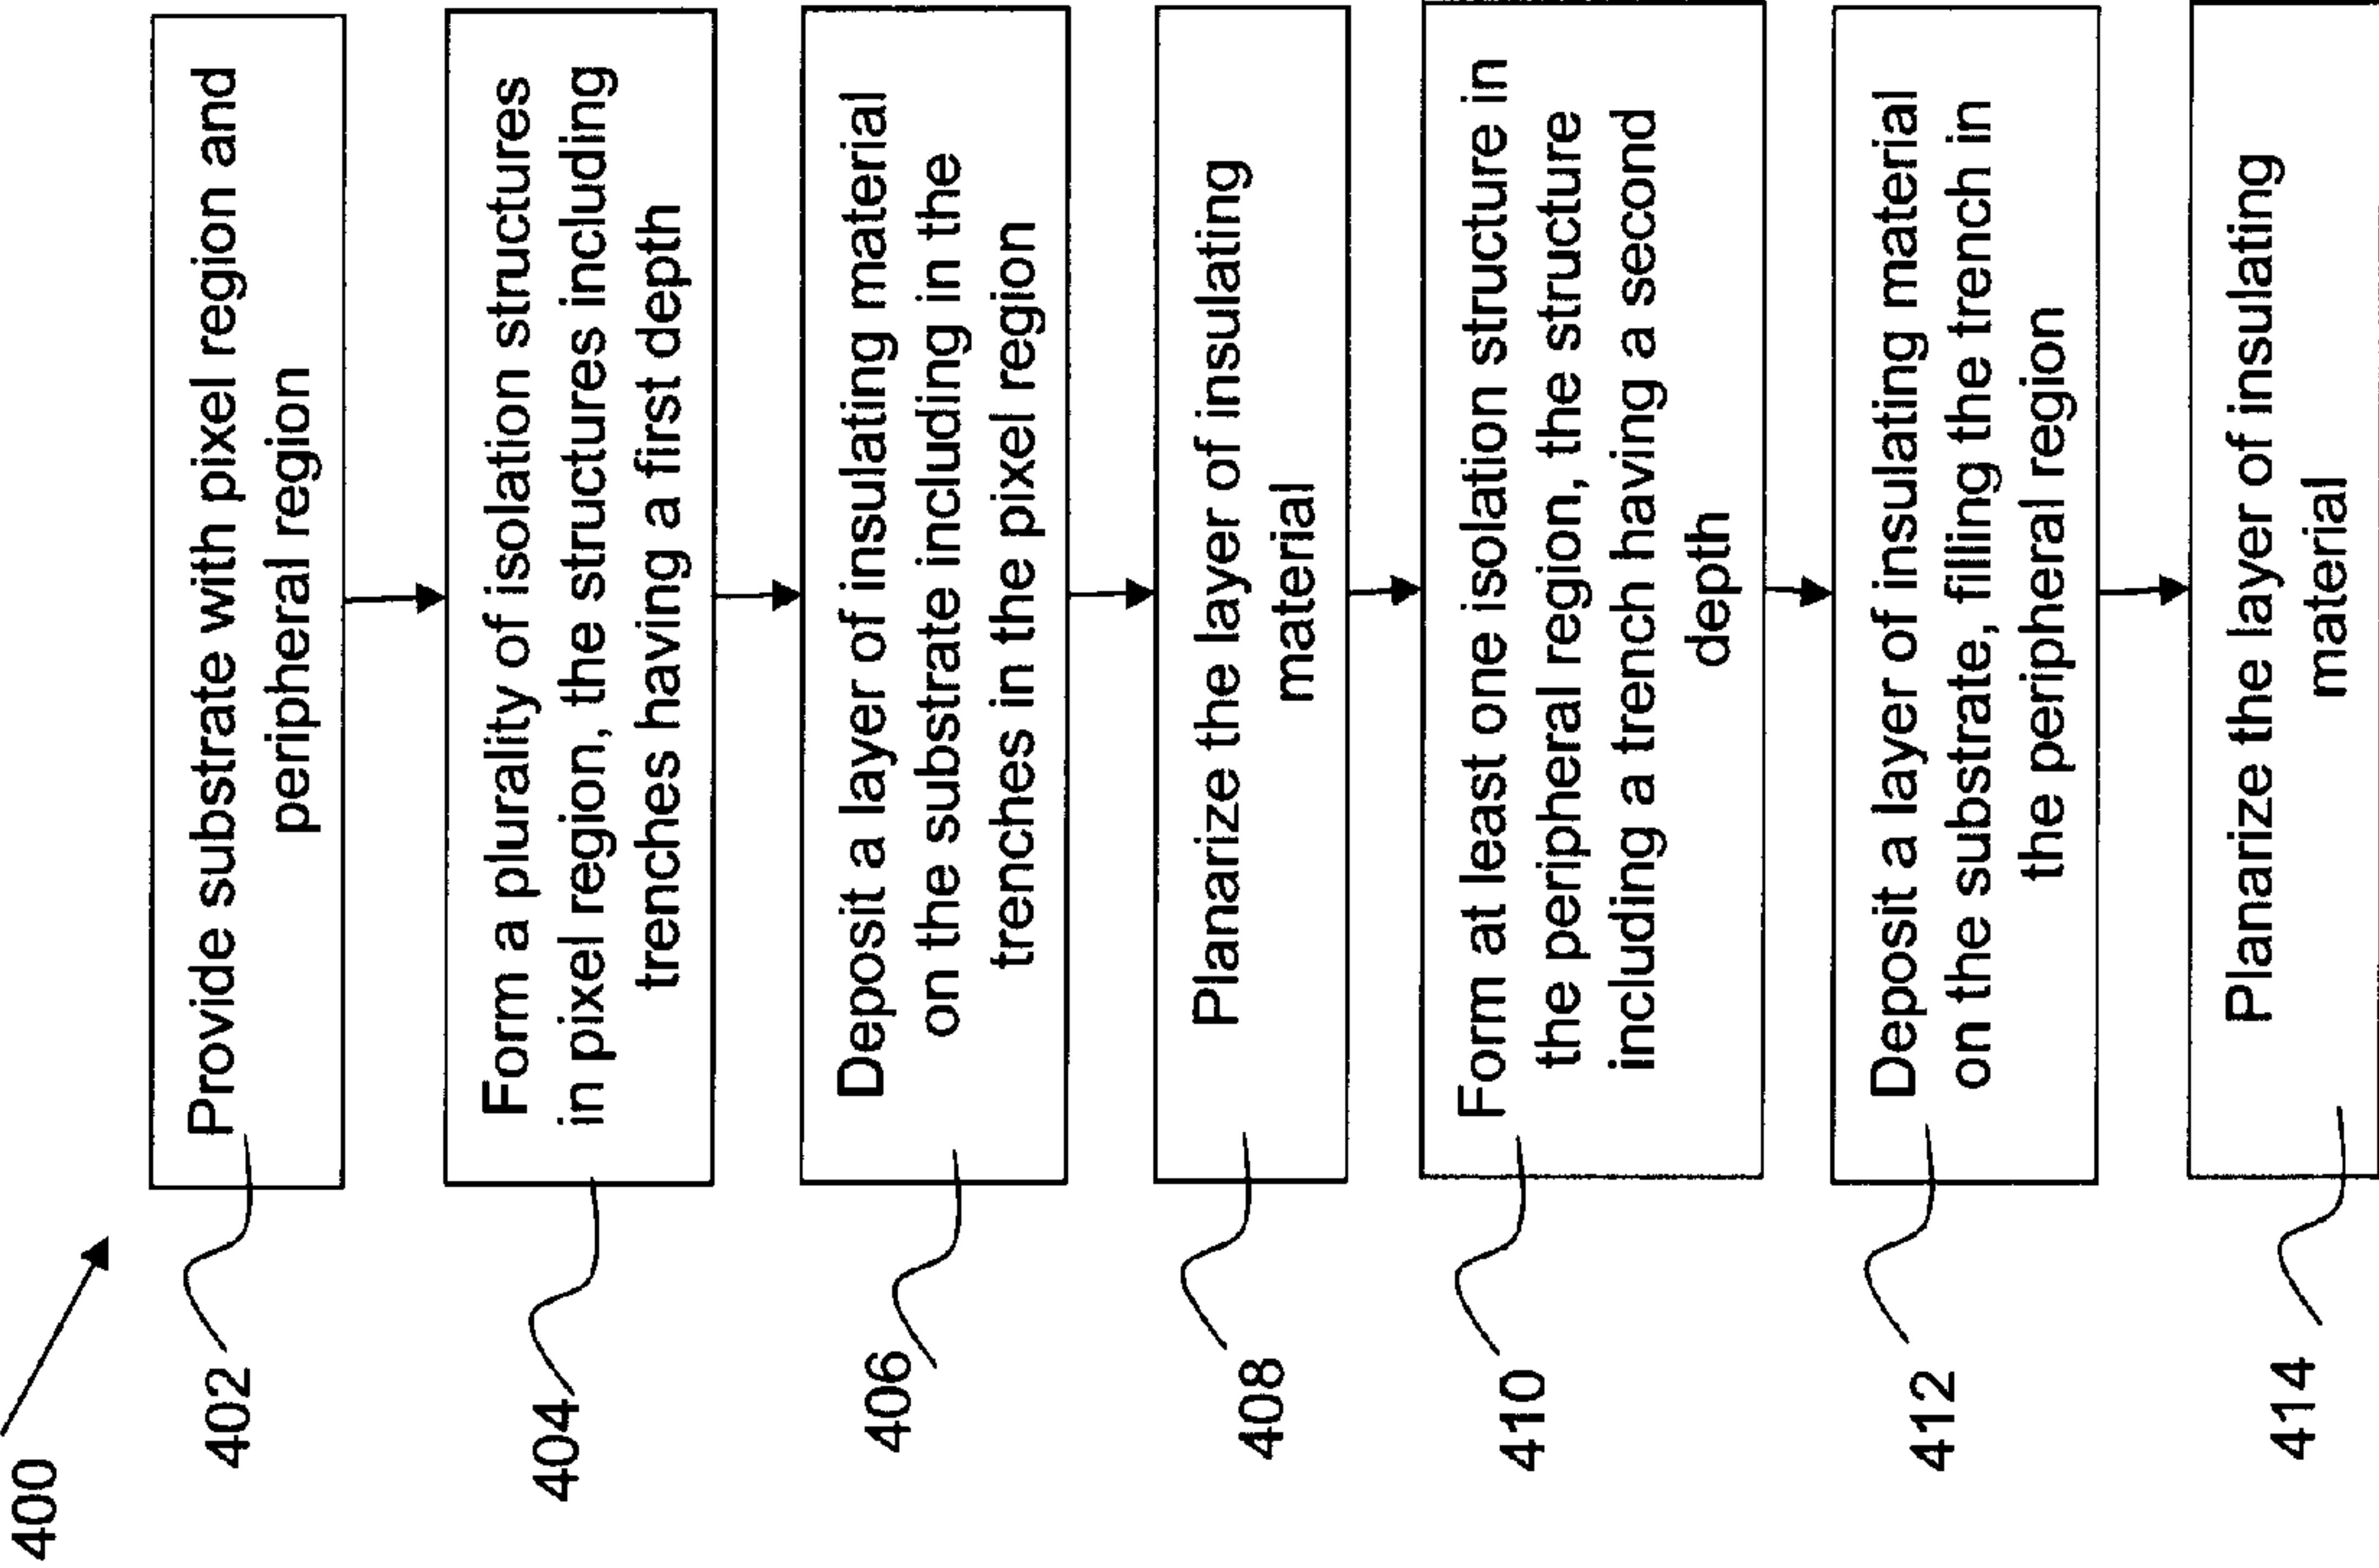 400
402
Provide substrate with pixel region and
peripheral region
404
Form a plurality of isolation structures
in pixel region, the structures including
trenches having a first depth
406
Deposit a layer of insulating material
on the substrate including in the
trenches in the pixel region
408
Planarize the layer of insulating
material
410
Form at least one isolation structure in
the peripheral region, the structure
including a trench having a second
depth
412
Deposit a layer of insulating material
on the substrate, filling the trench in
the peripheral region
414
Planarize the layer of insulating
material